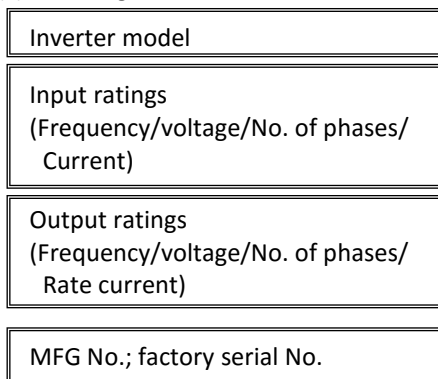 Inverter model
Input ratings
(Frequency/voltage/No. of phases/
Current)
Output ratings
(Frequency/voltage/No. of phases/
Rate current)
MFG No.; factory serial No.